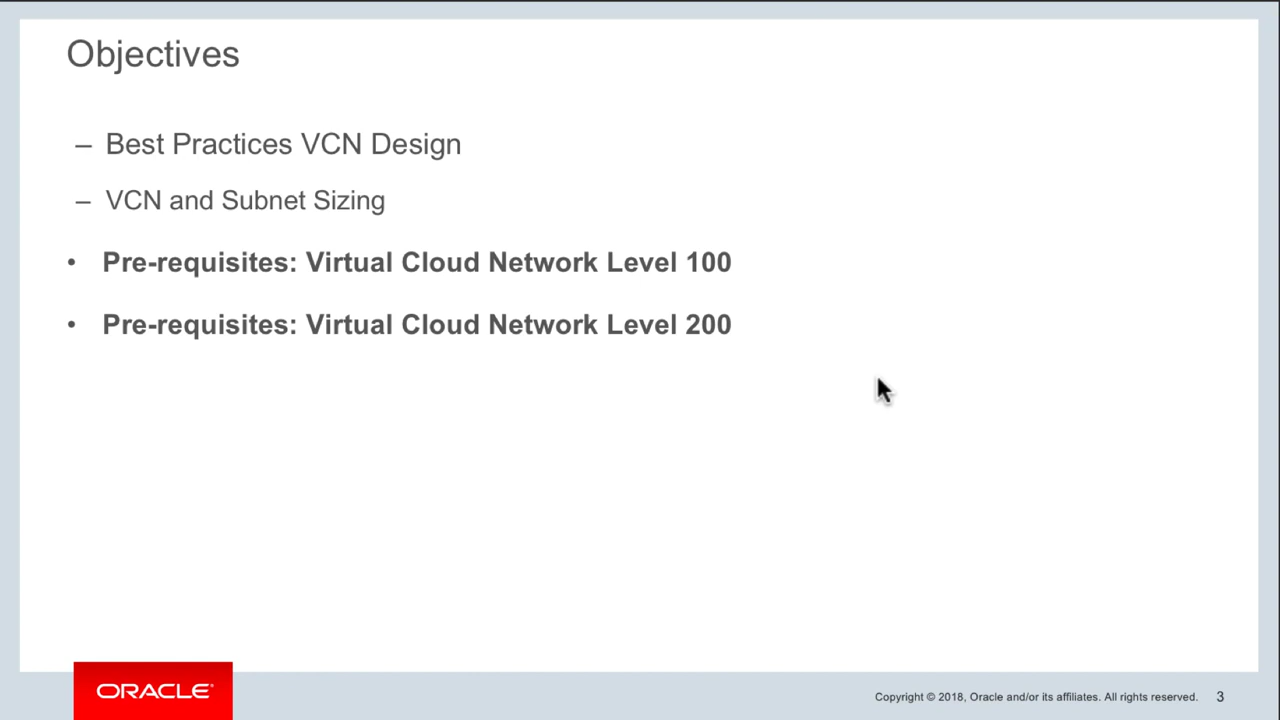 Objectives
– Best Practices VCN Design
– VCN and Subnet Sizing
• Pre-requisites: Virtual Cloud Network Level 100
• Pre-requisites: Virtual Cloud Network Level 200
ORACLE®
Copyright © 2018, Oracle and/or its affiliates. All rights reserved. 3